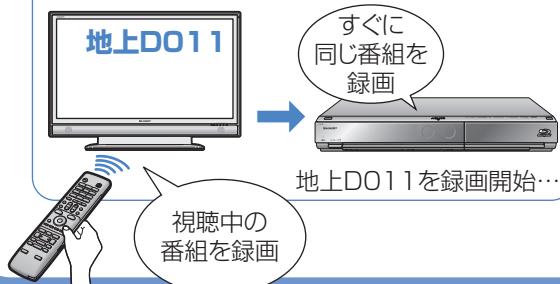 地上D011
すぐに
同じ番組を
録画
地上D011を録画開始…
視聴中の
番組を録画